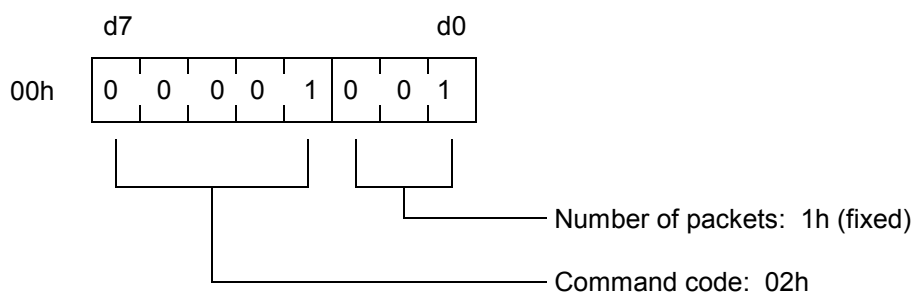 d7 d0
00h 0 0 0 0 1 0 0 1
Number of packets: 1h (fixed)
Command code: 02h